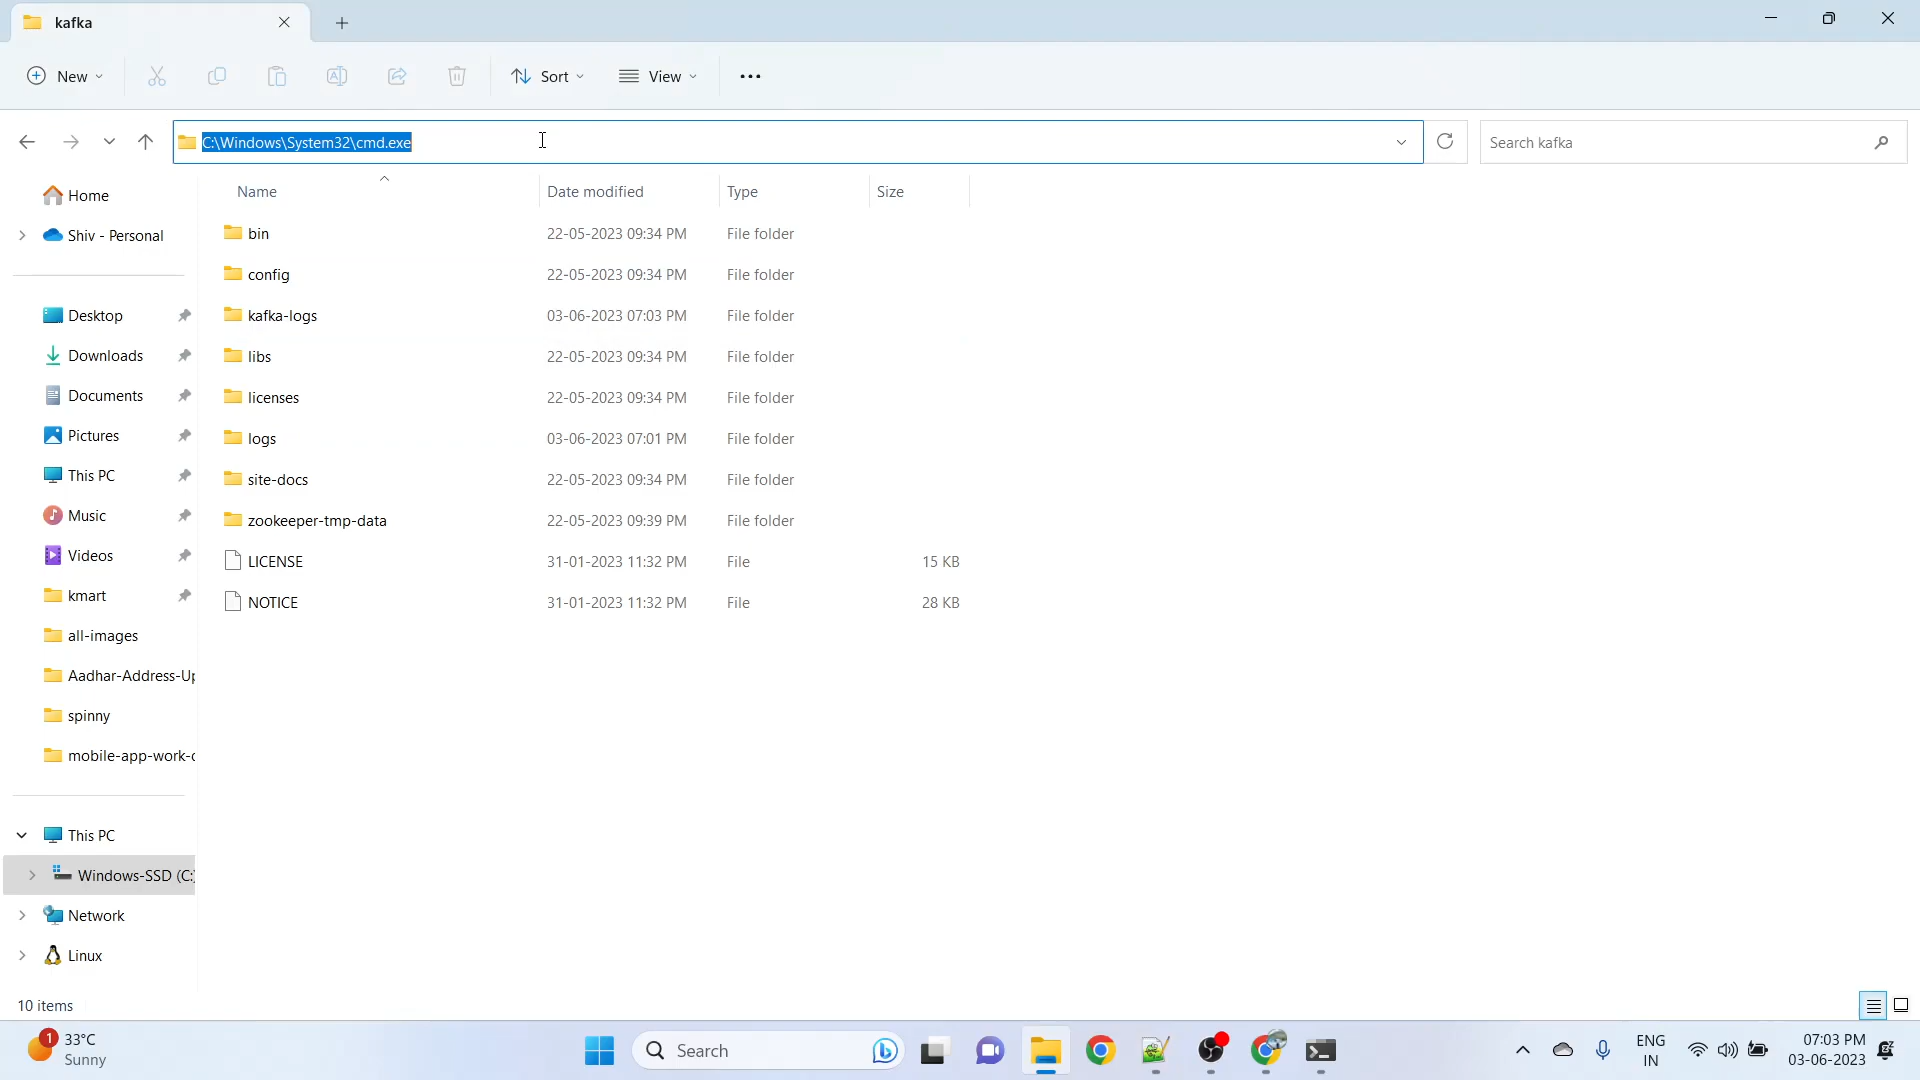 kafka
New
Sort
View
C:\Windows\System32\cmd.exe
Search kafka
Name
Date modified
Type
Size
Home
Shiv - Personal
Desktop
Downloads
Documents
Pictures
This PC
Music
Videos
kmart
all-images
Aadhar-Address-Up
spinny
mobile-app-work-c
This PC
Windows-SSD (C:)
Network
Linux
bin 22-05-2023 09:34 PM File folder
config 22-05-2023 09:34 PM File folder
kafka-logs 03-06-2023 07:03 PM File folder
libs 22-05-2023 09:34 PM File folder
licenses 22-05-2023 09:34 PM File folder
logs 03-06-2023 07:01 PM File folder
site-docs 22-05-2023 09:34 PM File folder
zookeeper-tmp-data 22-05-2023 09:39 PM File folder
LICENSE 31-01-2023 11:32 PM File 15 KB
NOTICE 31-01-2023 11:32 PM File 28 KB
10 items
1
33°C
Sunny
Search
ENG
IN
07:03 PM
03-06-2023